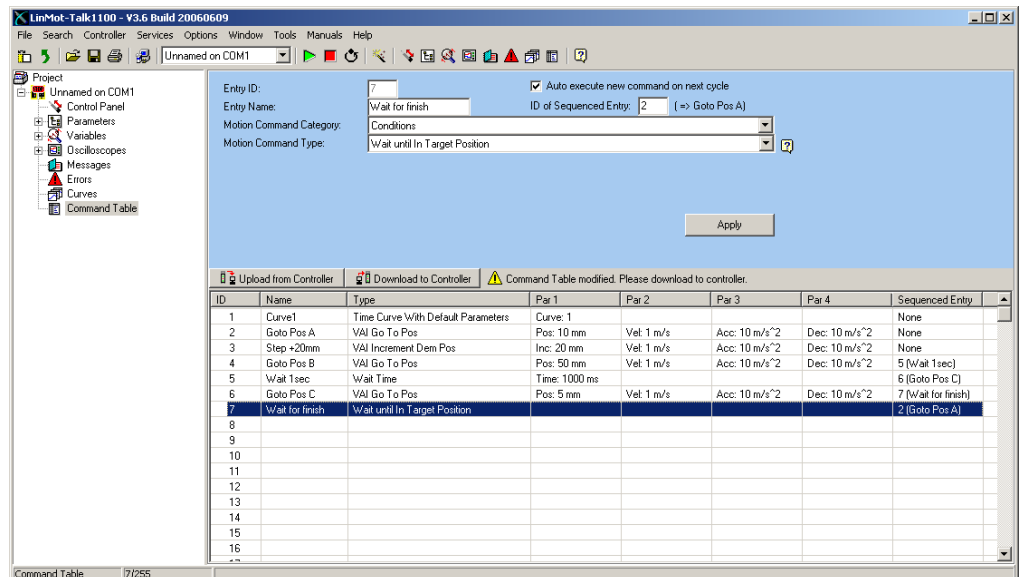 LinMot-Talk1100 - V3.6 Build 20060609
File Search Controller Services Options Window Tools Manuals Help
Unnamed on COM1
Project
Unnamed on COM1
Control Panel
Parameters
Variables
Oscilloscopes
Messages
Errors
Curves
Command Table
Entry ID: 7 Auto execute new command on next cycle
Entry Name: Wait for finish ID of Sequenced Entry: 2 ( => Goto Pos A)
Motion Command Category: Conditions
Motion Command Type: Wait until In Target Position
Apply
Upload from Controller Download to Controller Command Table modified. Please download to controller.
ID Name Type Par 1 Par 2 Par 3 Par 4 Sequenced Entry
1 Curve1 Time Curve With Default Parameters Curve: 1 None
2 Goto Pos A VAI Go To Pos Pos: 10 mm Vel: 1 m/s Acc: 10 m/s^2 Dec: 10 m/s^2 None
3 Step +20mm VAI Increment Dem Pos Inc: 20 mm Vel: 1 m/s Acc: 10 m/s^2 Dec: 10 m/s^2 None
4 Goto Pos B VAI Go To Pos Pos: 50 mm Vel: 1 m/s Acc: 10 m/s^2 Dec: 10 m/s^2 5 (Wait 1sec)
5 Wait 1sec Wait Time Time: 1000 ms 6 (Goto Pos C)
6 Goto Pos C VAI Go To Pos Pos: 5 mm Vel: 1 m/s Acc: 10 m/s^2 Dec: 10 m/s^2 7 (Wait for finish)
7 Wait for finish Wait until In Target Position 2 (Goto Pos A)
8
9
10
11
12
13
14
15
16
Command Table 7/255